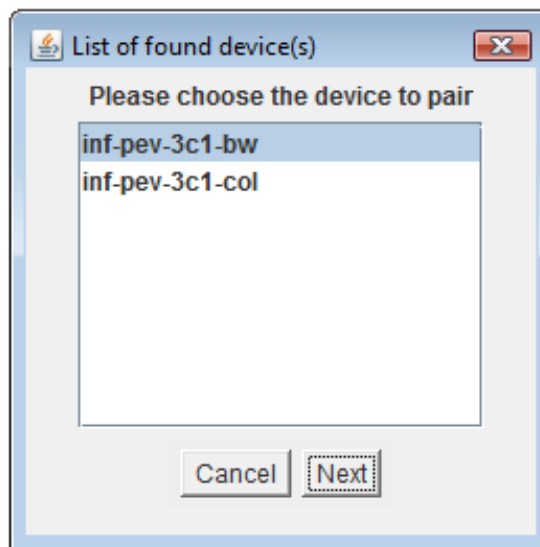 List of found device(s)
Please choose the device to pair
inf-pev-3c1-bw
inf-pev-3c1-col
Cancel Next